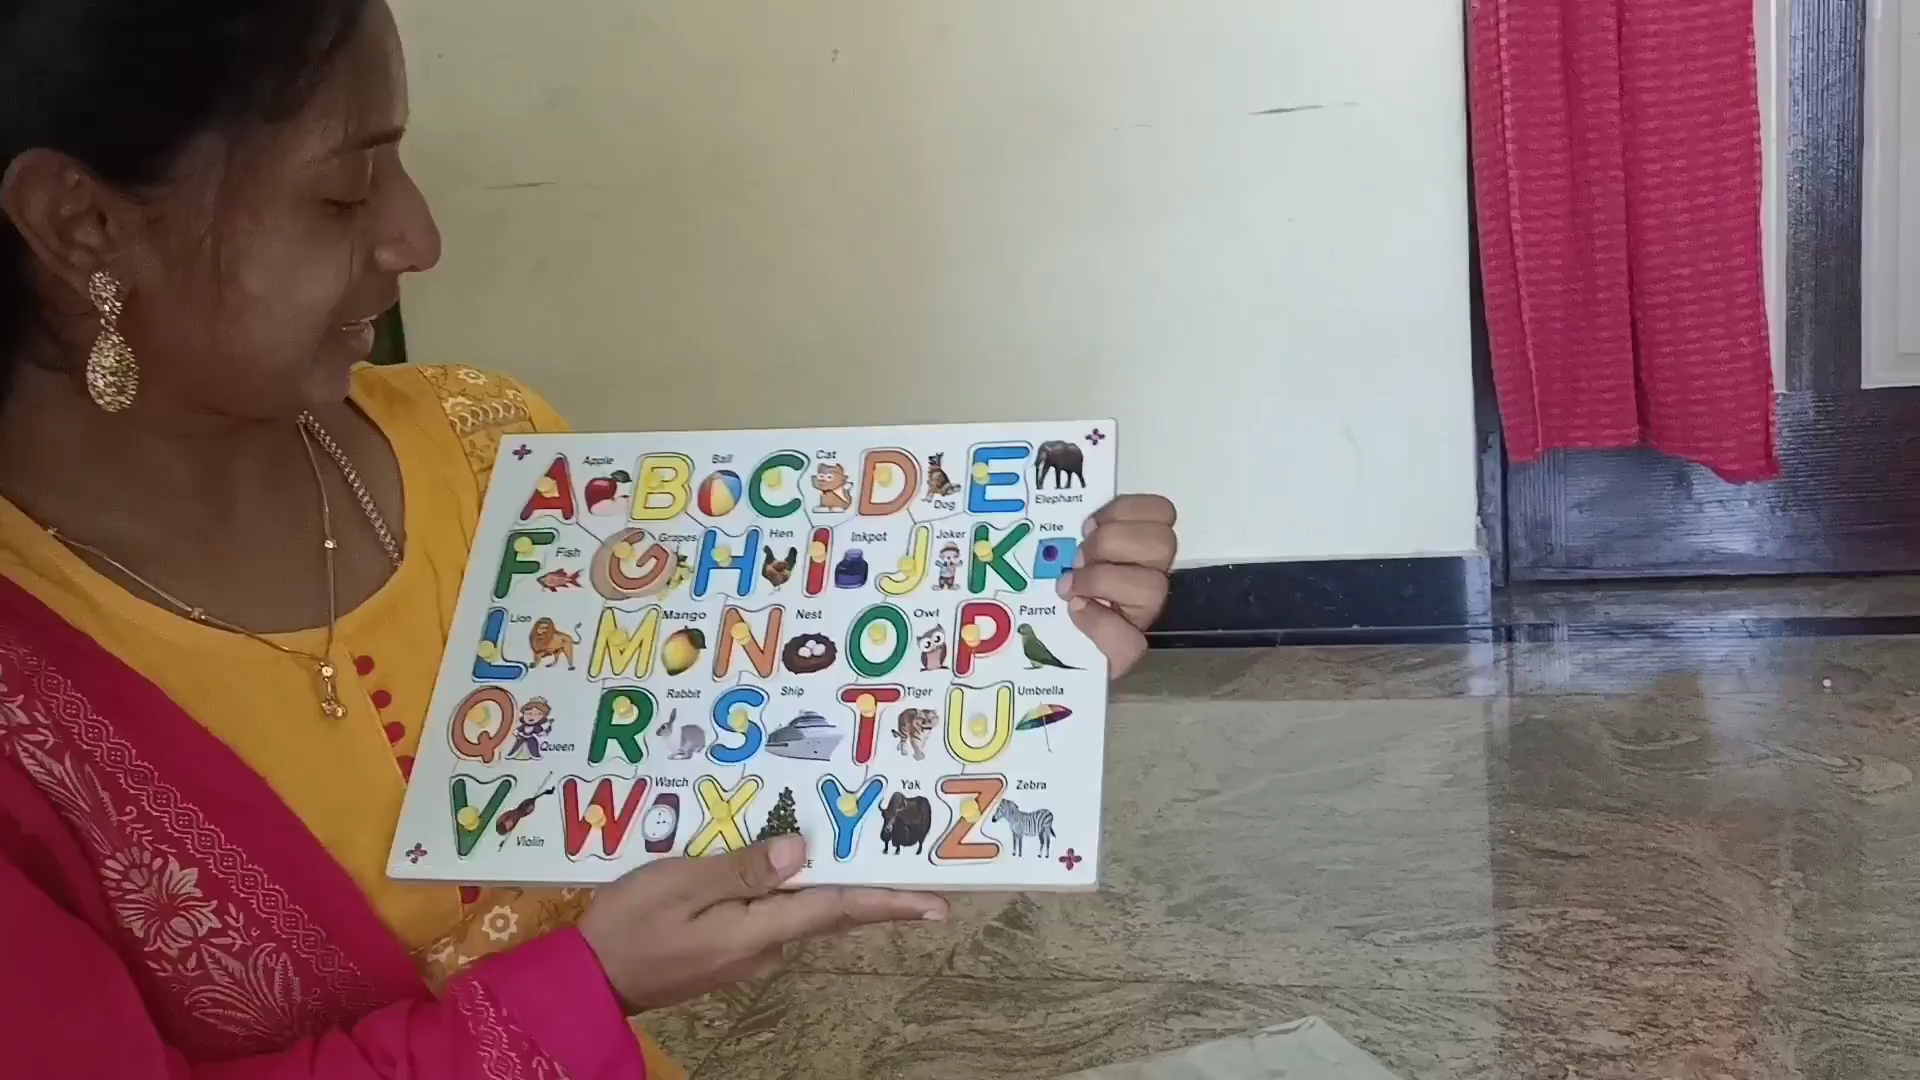 A Apple B Ball C Cat D Dog E Elephant
F Fish G Grapes H Hen I Inkpot J Joker K Kite
L Lion M Mango N Nest O Owl P Parrot
Q Queen R Rabbit S Ship T Tiger U Umbrella
V Violin W Watch X Y Yak Z Zebra